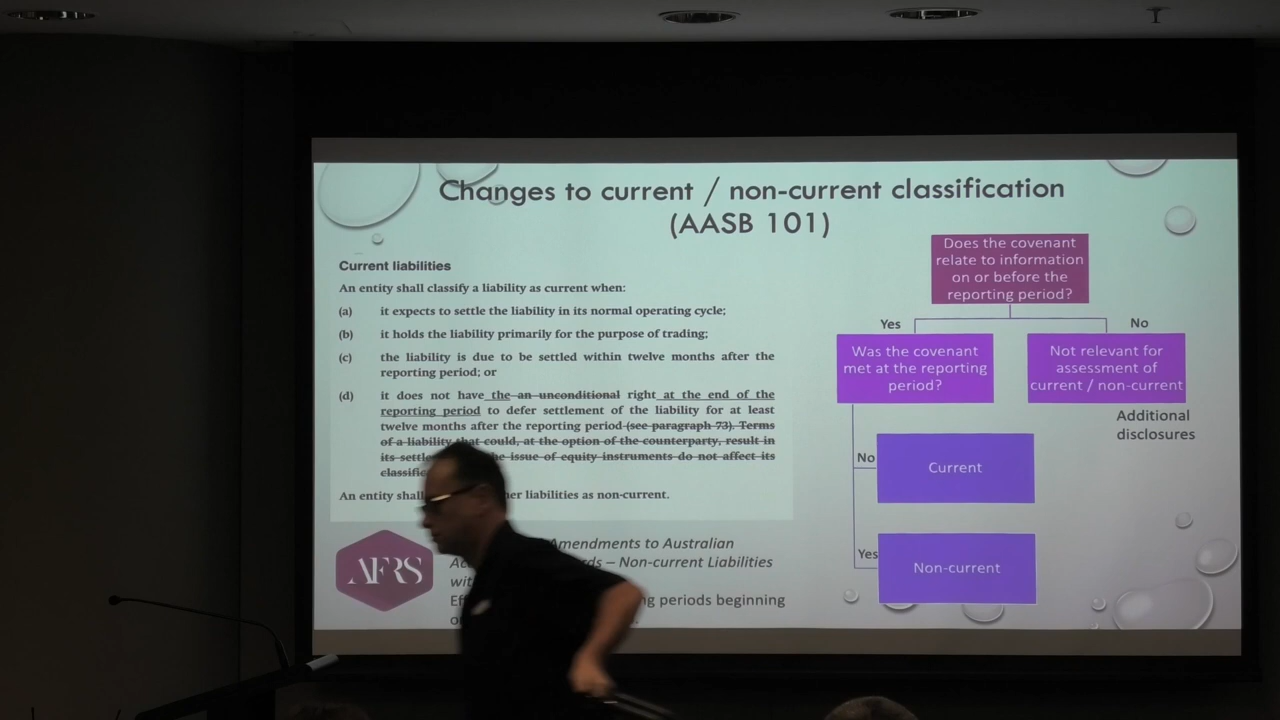 Changes to current / non-current classification
(AASB 101)
Current liabilities
An entity shall classify a liability as current when:
(a) it expects to settle the liability in its normal operating cycle;
(b) it holds the liability primarily for the purpose of trading;
(c) the liability is due to be settled within twelve months after the
reporting period; or
(d) it does not have the an unconditional right at the end of the
reporting period to defer settlement of the liability for at least
twelve months after the reporting period (see paragraph 73). Terms
of a liability that could, at the option of the counterparty, result in
its issue of equity instruments do not affect its
An entity shall liabilities as non-current.
AFRS
Amendments to Australian
– Non-current Liabilities
periods beginning
Does the covenant
relate to information
on or before the
reporting period?
Yes
No
Was the covenant
met at the reporting
period?
Not relevant for
assessment of
current / non-current
Additional
disclosures
No
Current
Yes
Non-current